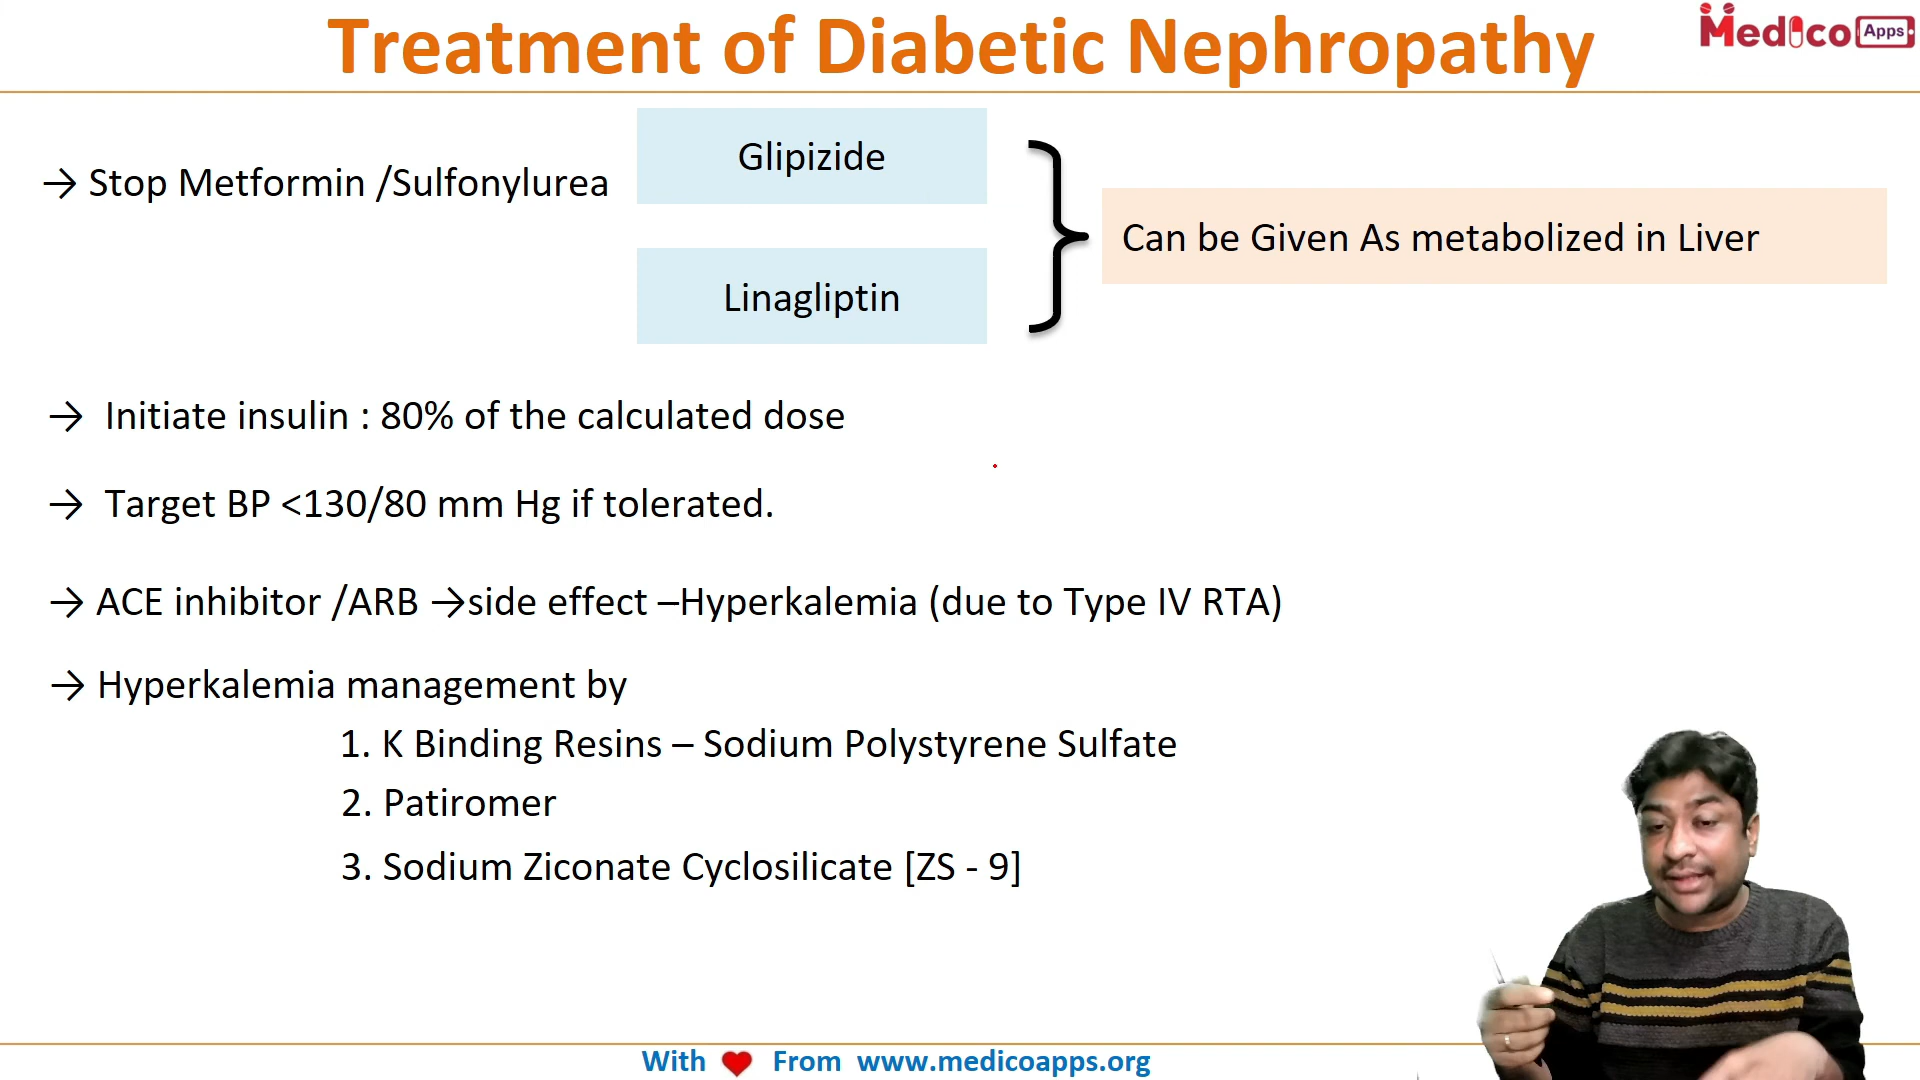 Treatment of Diabetic Nephropathy
Medico Apps
→ Stop Metformin /Sulfonylurea
Glipizide
Linagliptin
Can be Given As metabolized in Liver
→ Initiate insulin : 80% of the calculated dose
→ Target BP <130/80 mm Hg if tolerated.
→ ACE inhibitor /ARB →side effect –Hyperkalemia (due to Type IV RTA)
→ Hyperkalemia management by
1. K Binding Resins – Sodium Polystyrene Sulfate
2. Patiromer
3. Sodium Ziconate Cyclosilicate [ZS - 9]
With ❤ From www.medicoapps.org